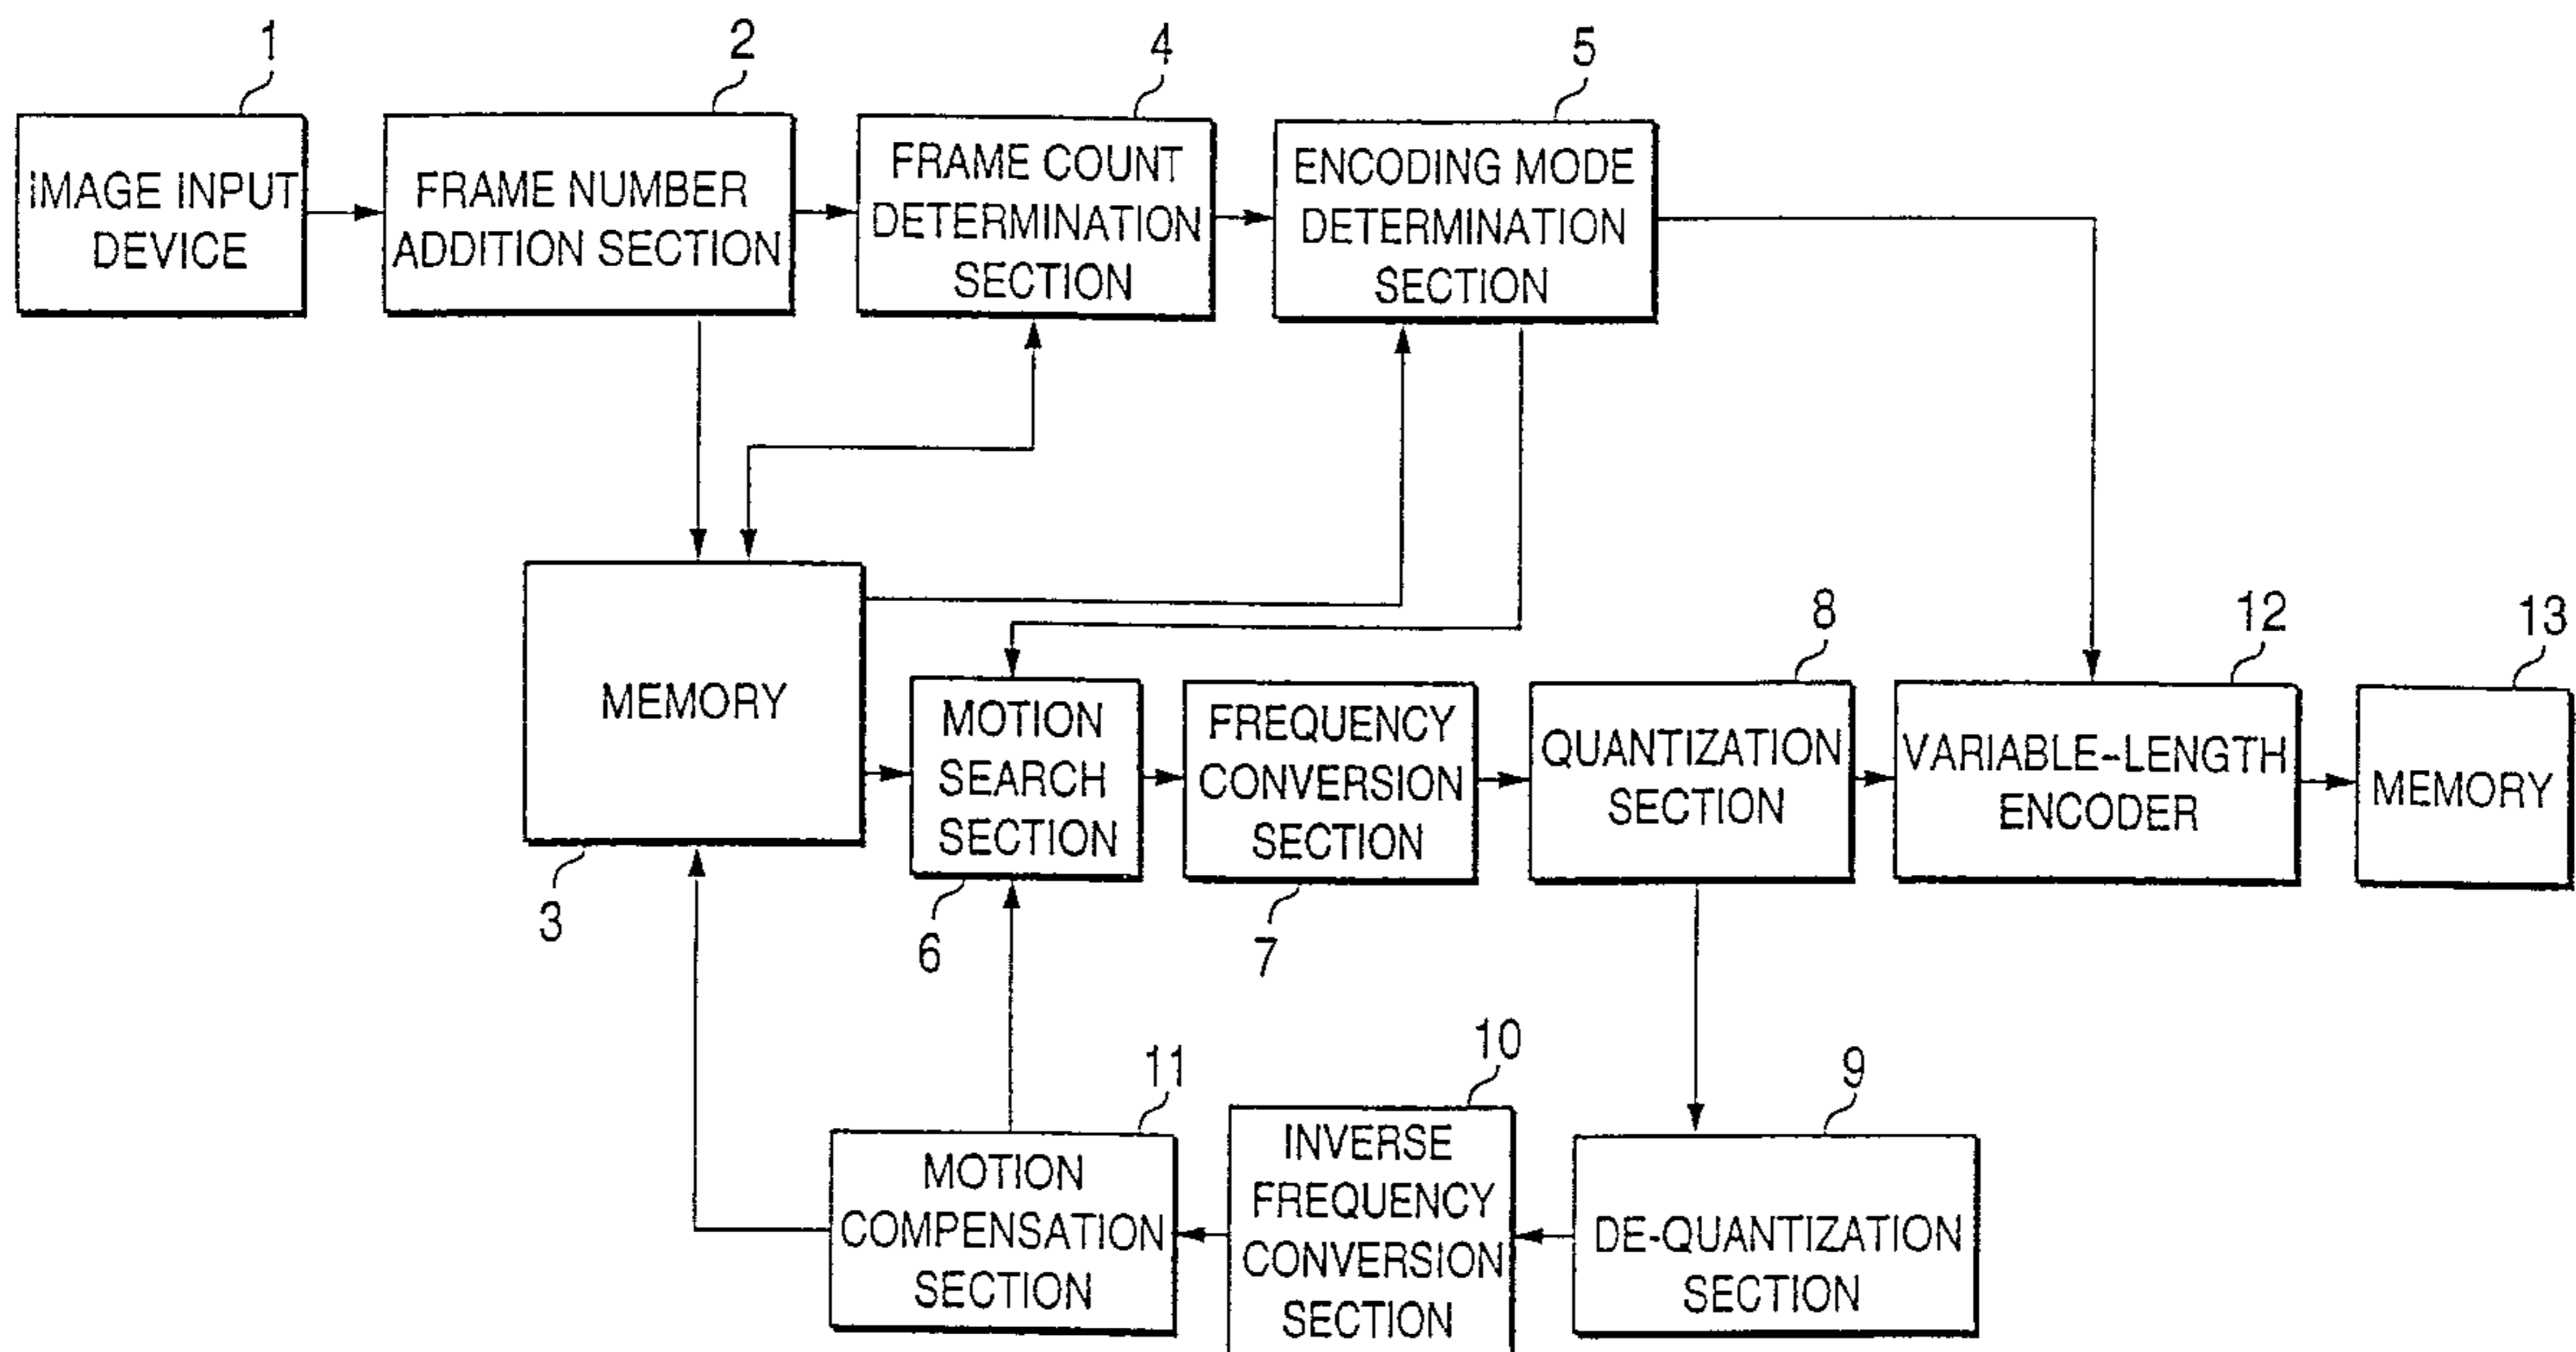 1
2
4
5
IMAGE INPUT
DEVICE
FRAME NUMBER
ADDITION SECTION
FRAME COUNT
DETERMINATION
SECTION
ENCODING MODE
DETERMINATION
SECTION
8
12
13
MEMORY
3
MOTION
SEARCH
SECTION
6
FREQUENCY
CONVERSION
SECTION
7
QUANTIZATION
SECTION
VARIABLE-LENGTH
ENCODER
MEMORY
11
10
9
MOTION
COMPENSATION
SECTION
INVERSE
FREQUENCY
CONVERSION
SECTION
DE-QUANTIZATION
SECTION